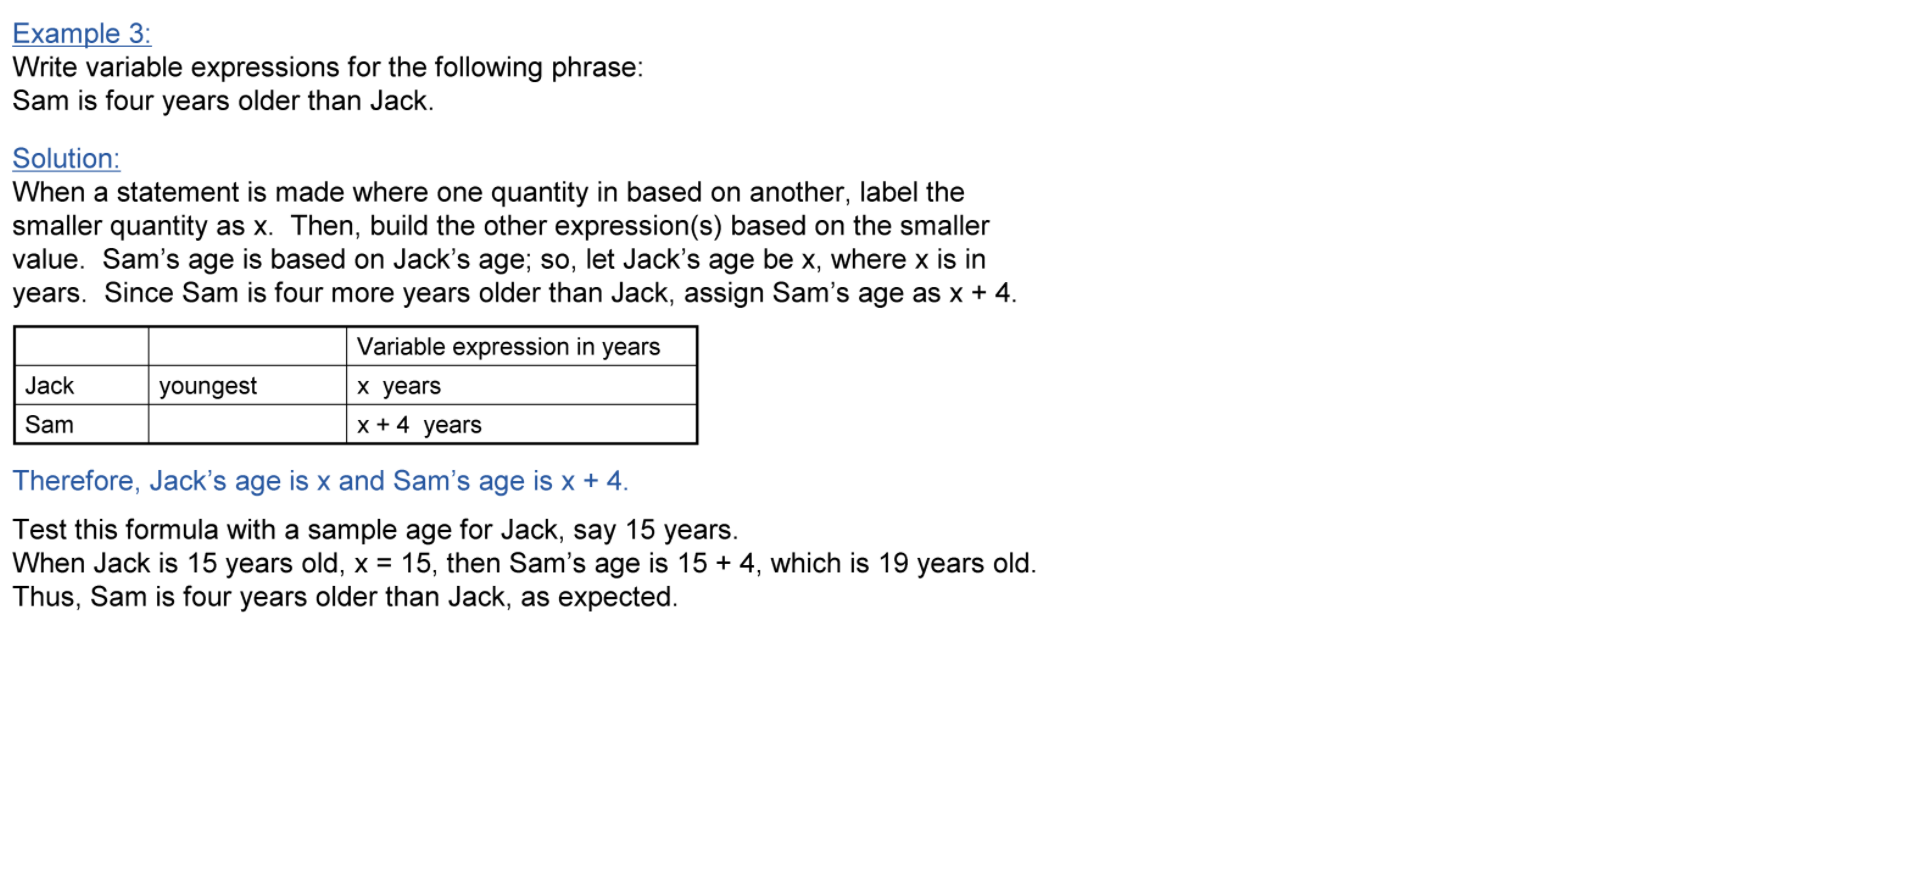 Example 3:
Write variable expressions for the following phrase:
Sam is four years older than Jack.
Solution:
When a statement is made where one quantity in based on another, label the
smaller quantity as x.  Then, build the other expression(s) based on the smaller
value.  Sam's age is based on Jack's age; so, let Jack's age be x, where x is in
years.  Since Sam is four more years older than Jack, assign Sam's age as x + 4.
Variable expression in years
Jack youngest x  years
Sam x + 4  years
Therefore, Jack's age is x and Sam's age is x + 4.
Test this formula with a sample age for Jack, say 15 years.
When Jack is 15 years old, x = 15, then Sam's age is 15 + 4, which is 19 years old.
Thus, Sam is four years older than Jack, as expected.